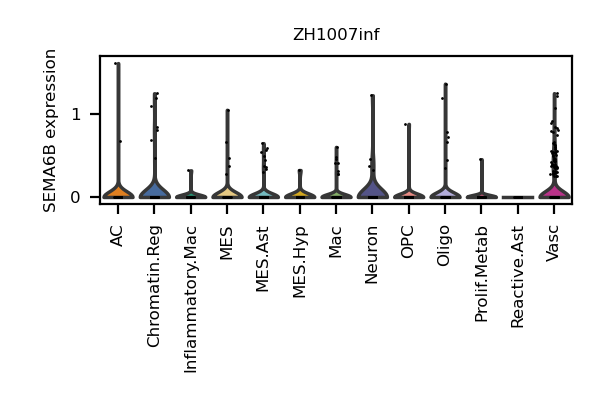 ZH1007inf
SEMA6B expression
1
0
AC
Chromatin.Reg
Inflammatory.Mac
MES
MES.Ast
MES.Hyp
Mac
Neuron
OPC
Oligo
Prolif.Metab
Reactive.Ast
Vasc